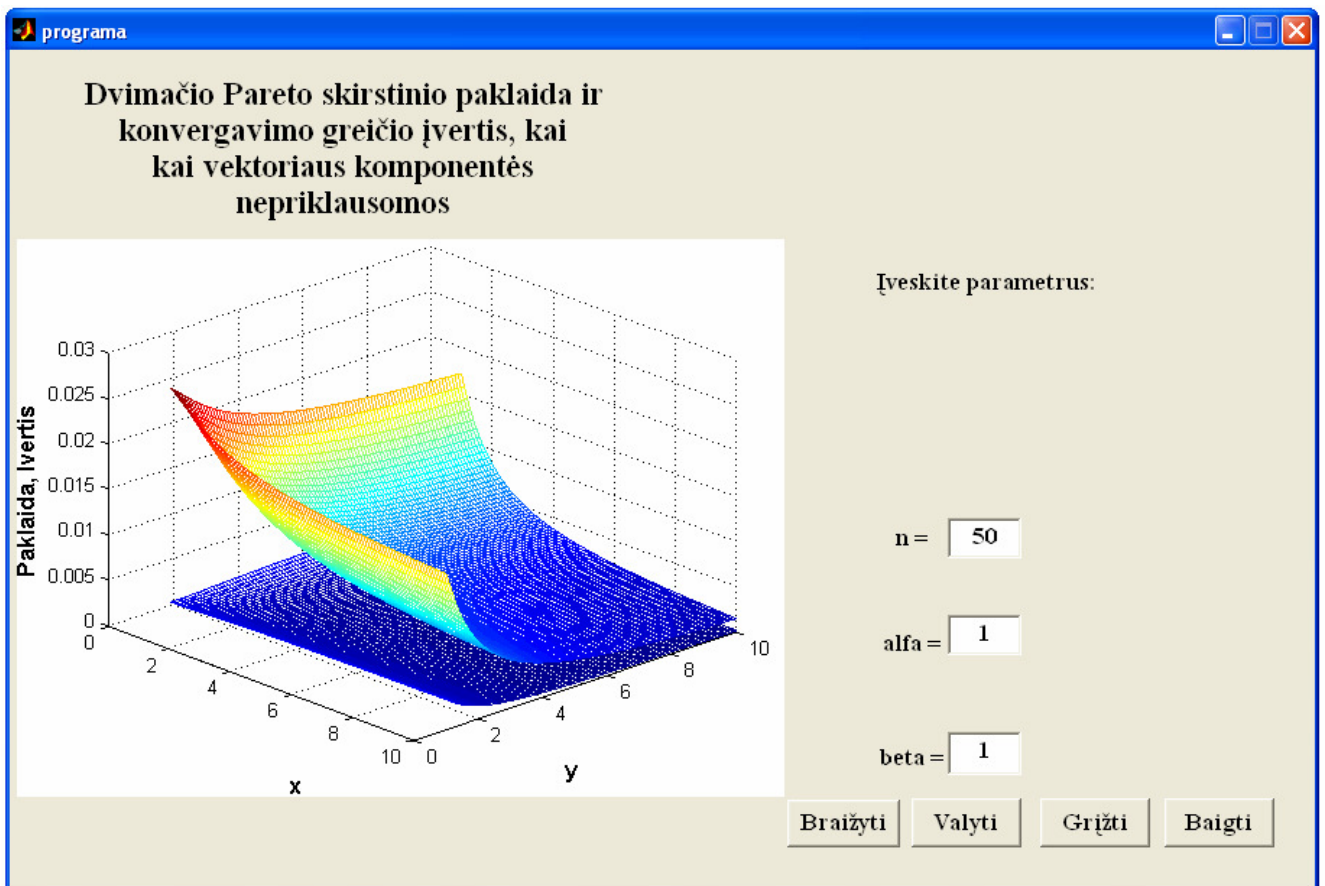 programa
Dvimačio Pareto skirstinio paklaida ir
konvergavimo greičio įvertis, kai
kai vektoriaus komponentės
nepriklausomos
Paklaida, Ivertis
0.03
0.025
0.02
0.015
0.01
0.005
0
0
2
4
6
8
10
x
0
2
4
6
8
10
y
Įveskite parametrus:
n = 50
alfa = 1
beta = 1
Braižyti Valyti Grįžti Baigti